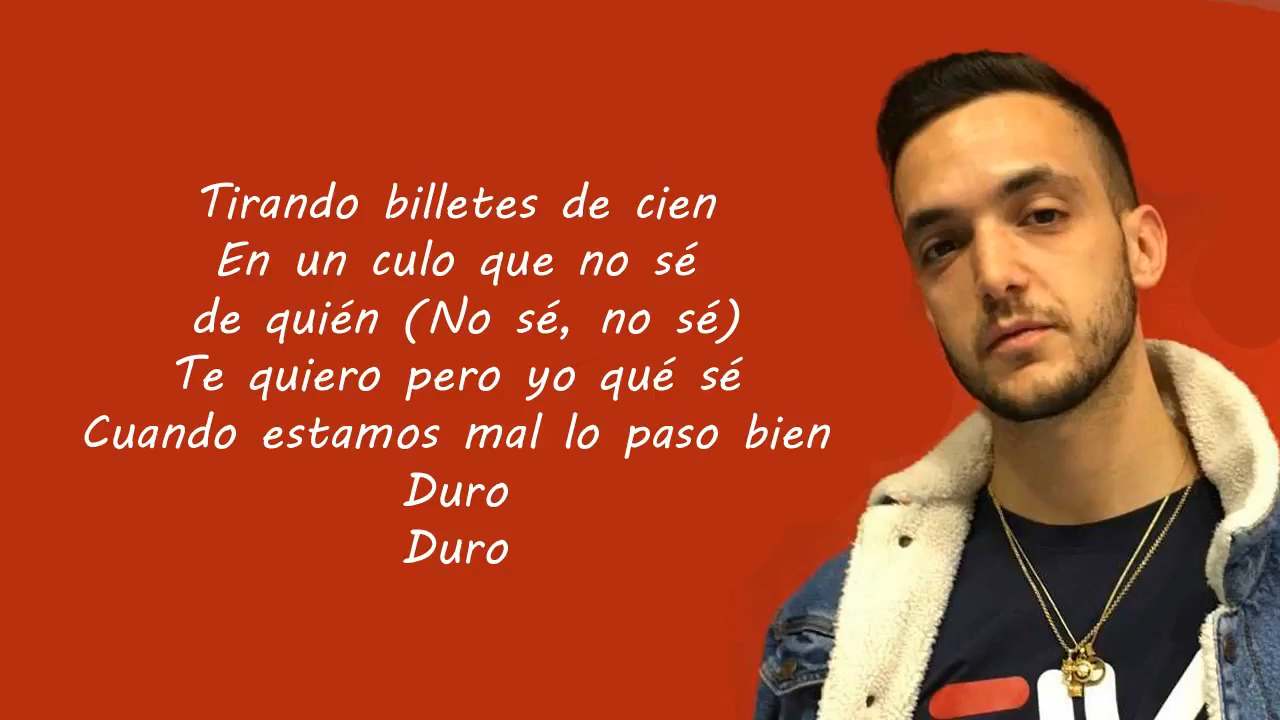 Tirando billetes de cien
En un culo que no sé
de quién (No sé, no sé)
Te quiero pero yo qué sé
Cuando estamos mal lo paso bien
Duro
Duro